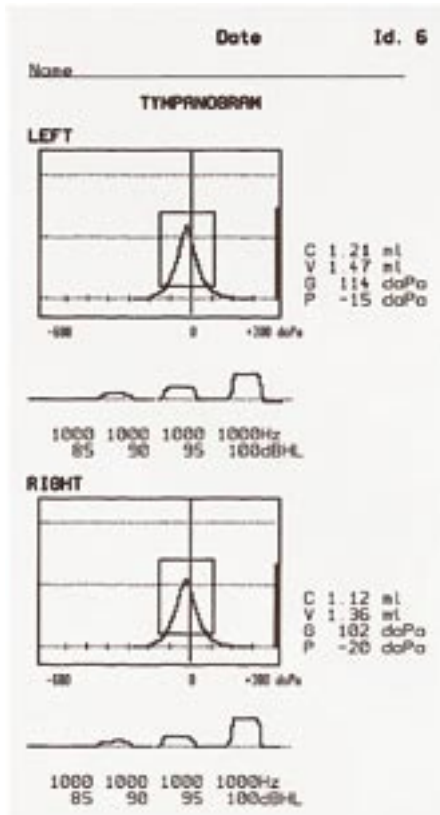 Date Id. 6
Name
TYMPANOGRAM
LEFT
C 1.21 ml
V 1.47 ml
G 114 daPa
P -15 daPa
-600 0 +300 daPa
1000 1000 1000 1000Hz
85 90 95 100dBHL
RIGHT
C 1.12 ml
V 1.36 ml
G 102 daPa
P -20 daPa
-600 0 +300 daPa
1000 1000 1000 1000Hz
85 90 95 100dBHL